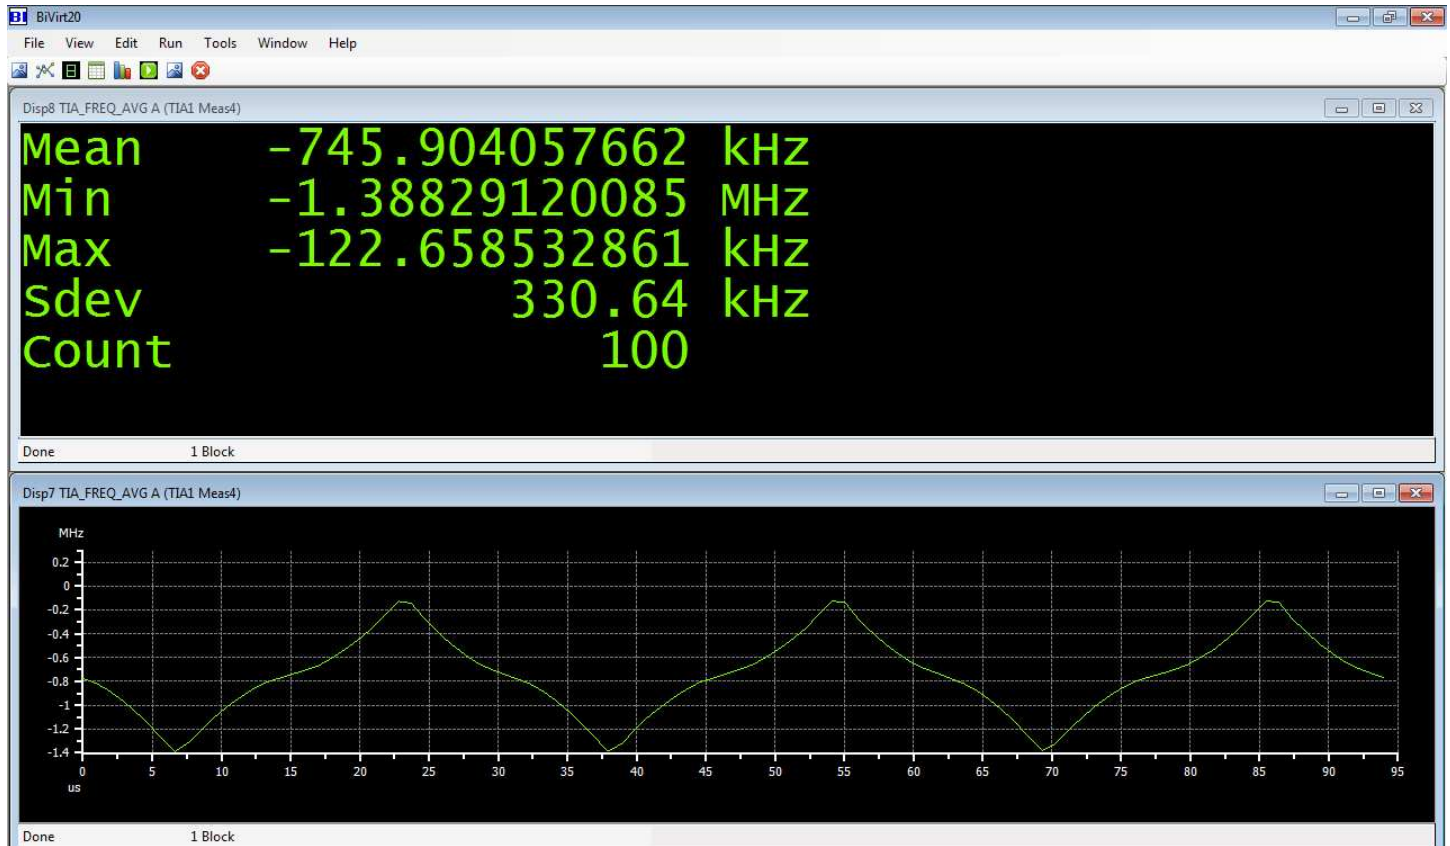 BI BiVirt20
File View Edit Run Tools Window Help
Disp8 TIA_FREQ_AVG A (TIA1 Meas4)
Mean -745.904057662 kHz
Min -1.38829120085 MHz
Max -122.658532861 kHz
Sdev 330.64 kHz
Count 100
Done 1 Block
Disp7 TIA_FREQ_AVG A (TIA1 Meas4)
MHz
0.2
0
-0.2
-0.4
-0.6
-0.8
-1
-1.2
-1.4
0 5 10 15 20 25 30 35 40 45 50 55 60 65 70 75 80 85 90 95
us
Done 1 Block